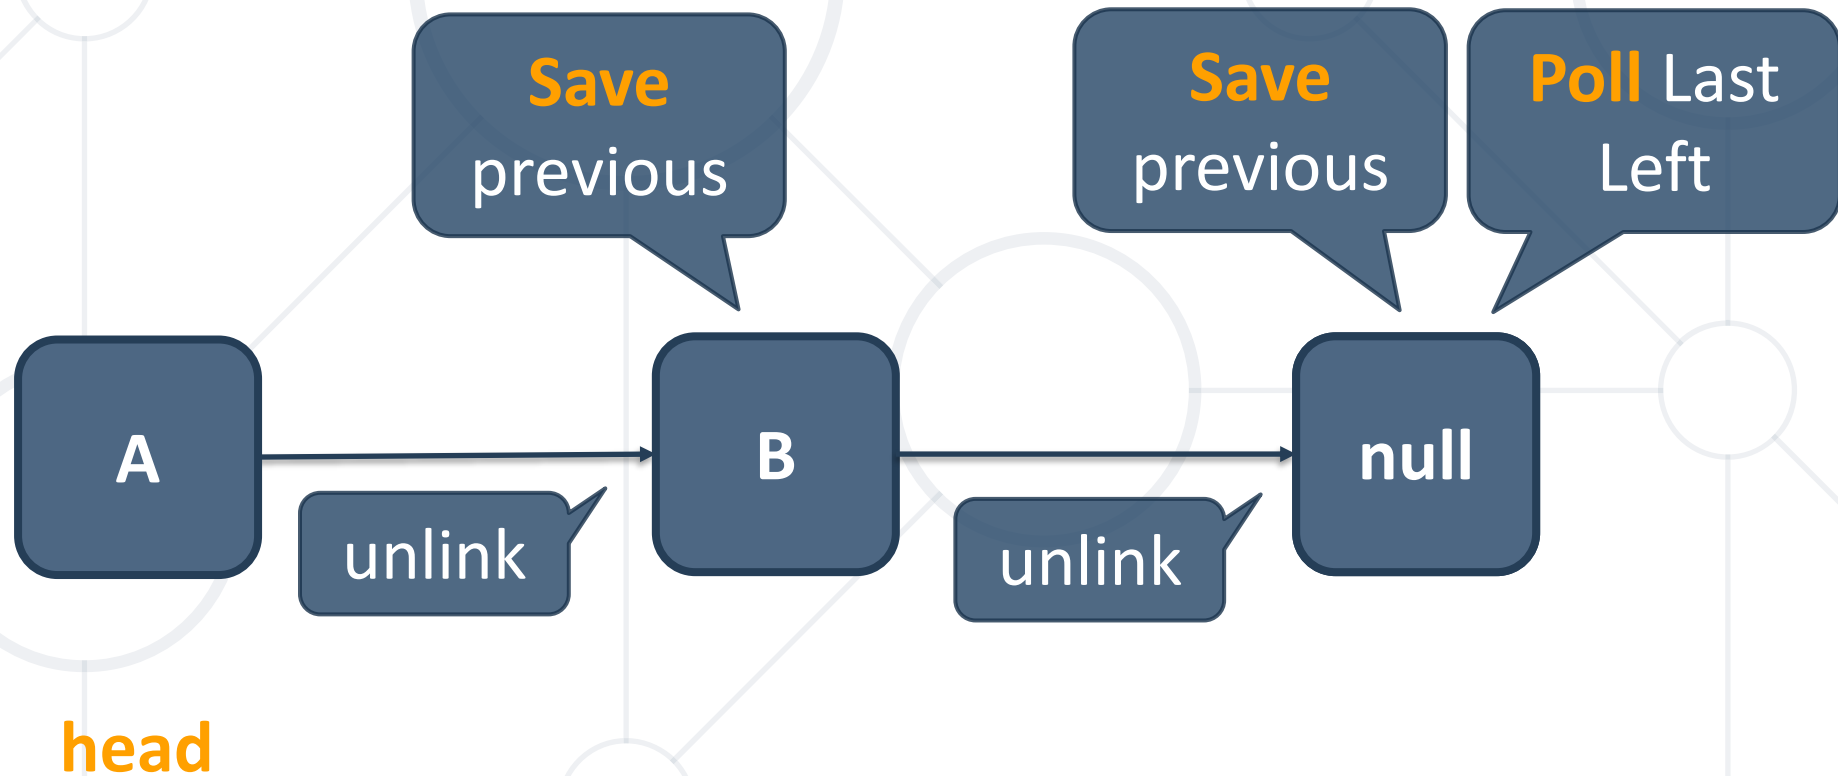 Save
previous
Save
previous
Poll Last
Left
A
B
null
unlink
unlink
head